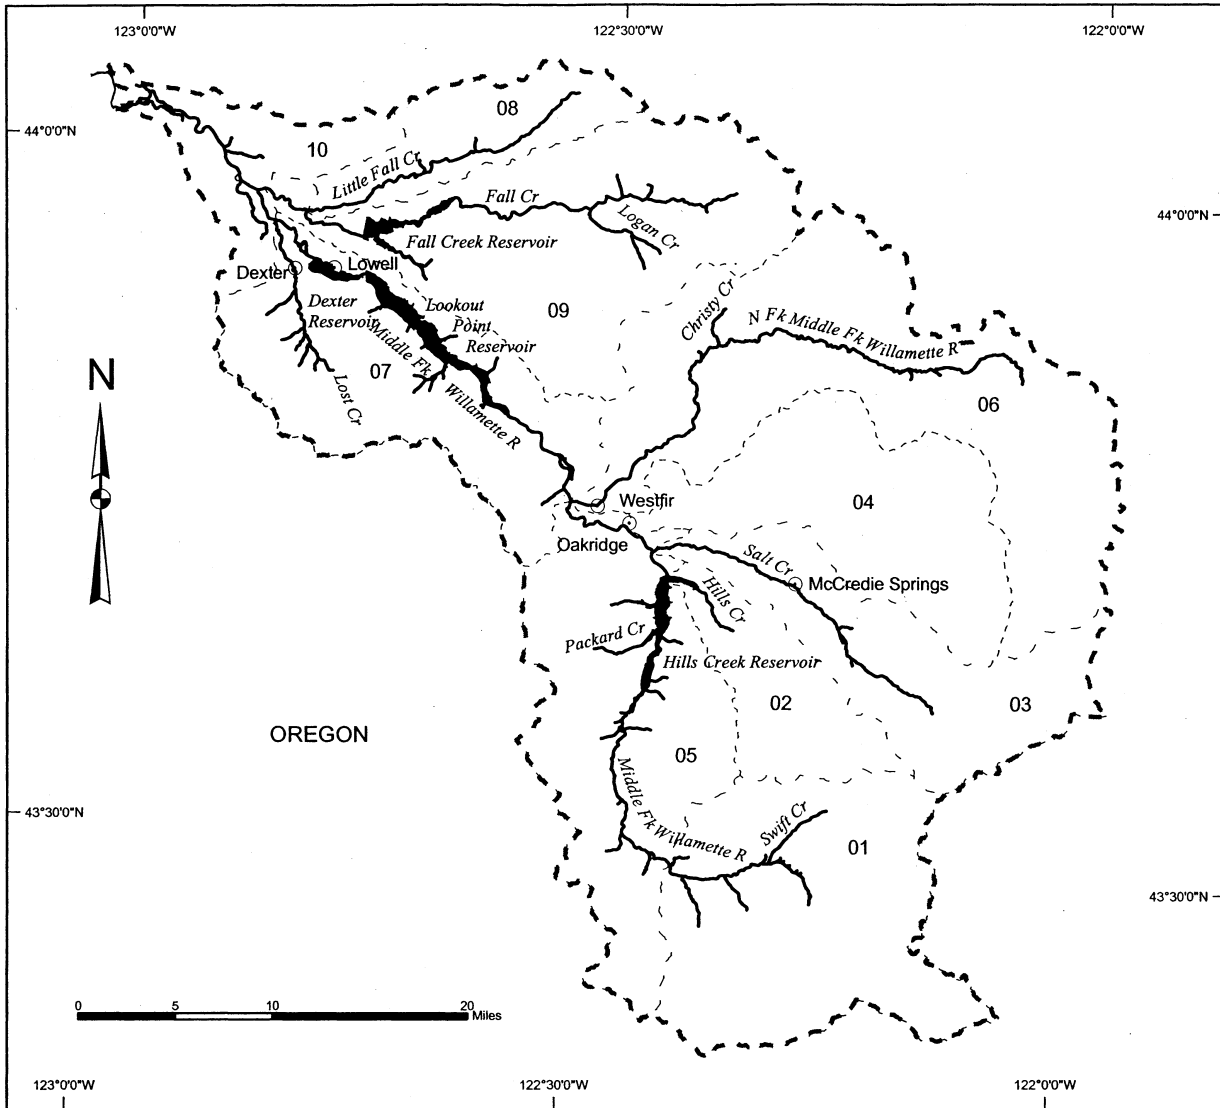 123°0'0"W
122°30'0"W
122°0'0"W
08
44°0'0"N
10
Little Fall Cr
Fall Cr
Logan Cr
44°0'0"N
Fall Creek Reservoir
Dexter
Lowell
Christy Cr
Dexter
Reservoir
Lookout
Point
Reservoir
09
N Fk Middle Fk Willamette R
Middle Fk
Willamette R
07
Lost Cr
06
N
Westfir
04
Oakridge
Salt Cr
McCredie Springs
Hills Cr
Packard Cr
Hills Creek Reservoir
02
03
OREGON
05
Middle Fk Willamette R
Swift Cr
01
43°30'0"N
43°30'0"N
0
5
10
20
Miles
123°0'0"W
122°30'0"W
122°0'0"W